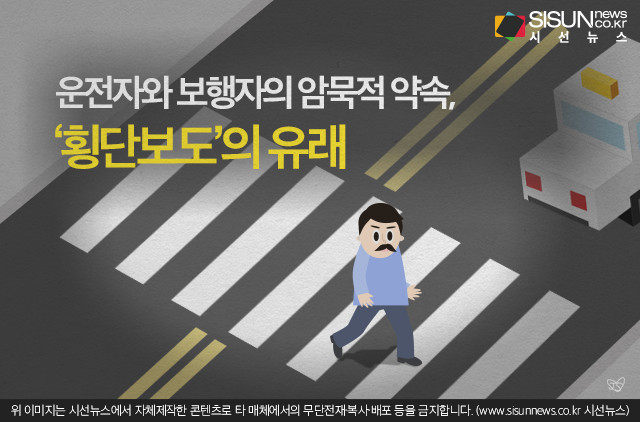 SISUN news
co.kr
시선뉴스
운전자와 보행자의 암묵적 약속,
‘횡단보도’의 유래
위 이미지는 시선뉴스에서 자체제작한 콘텐츠로 타 매체에서의 무단전재·복사·배포 등을 금지합니다. (www.sisunnews.co.kr 시선뉴스)